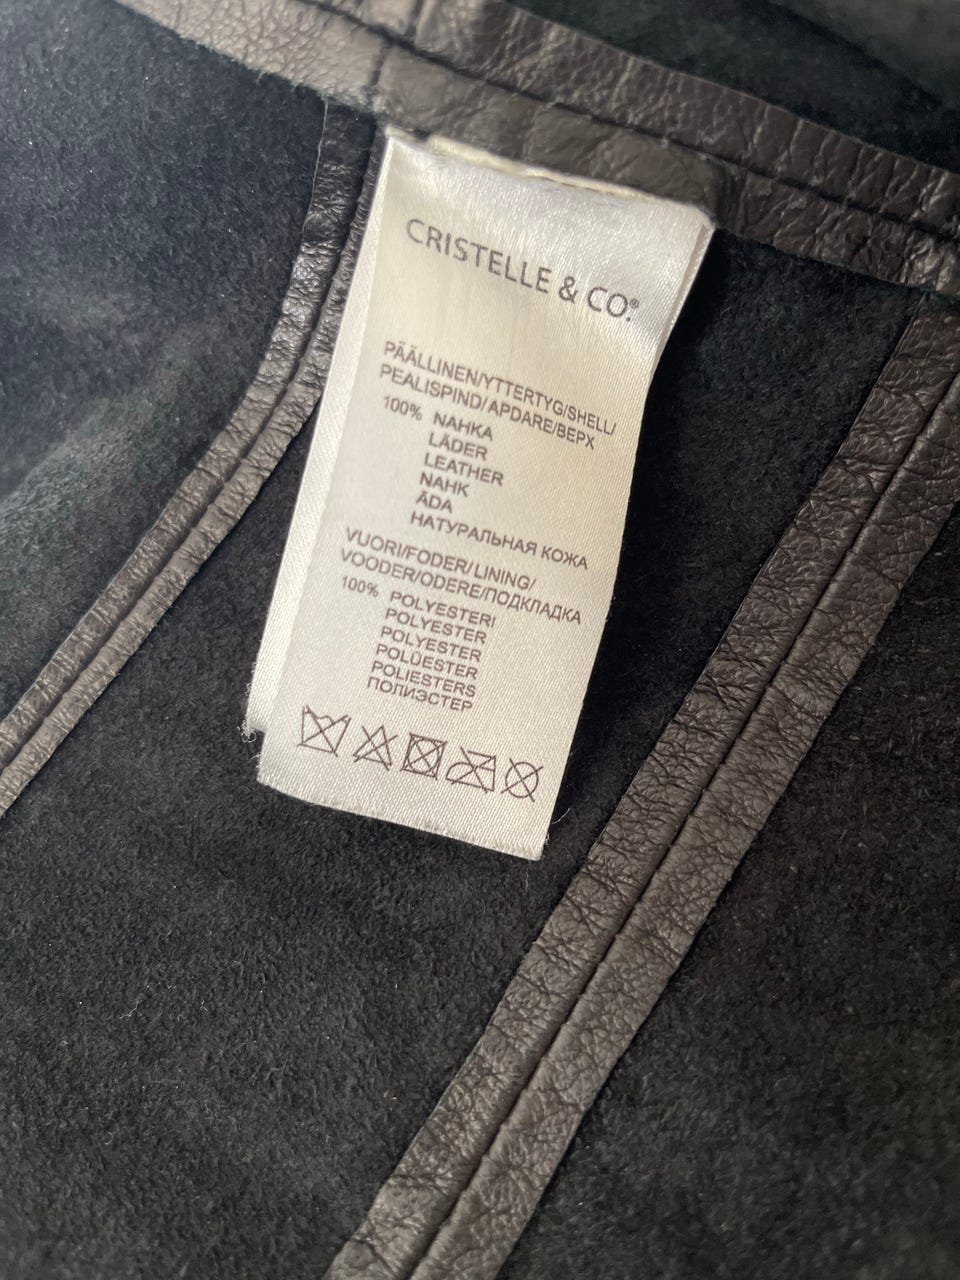 CRISTELLE & CO.®
PÄÄLLINEN/YTTERTYG/SHELL/
PEALISPIND/APDARE/ВЕРХ
100% NAHKA
LÄDER
LEATHER
NAHK
ĀDA
НАТУРАЛЬНАЯ КОЖА
VUORI/FODER/LINING/
VOODER/ODERE/ПОДКЛАДКА
100% POLYESTERI
POLYESTER
POLYESTER
POLÜESTER
POLIESTERS
ПОЛИЭСТЕР